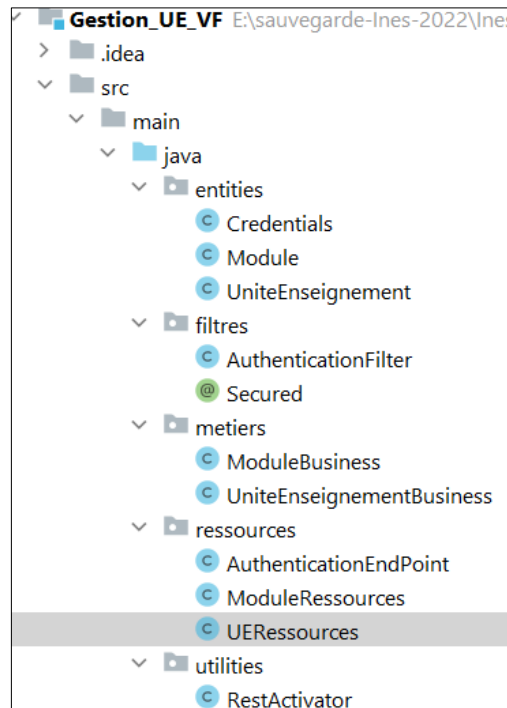 Gestion_UE_VF E:\sauvegarde-Ines-2022\Ines
.idea
src
main
java
entities
C Credentials
C Module
C UniteEnseignement
filtres
C AuthenticationFilter
@ Secured
metiers
C ModuleBusiness
C UniteEnseignementBusiness
ressources
C AuthenticationEndPoint
C ModuleRessources
C UERessources
utilities
C RestActivator